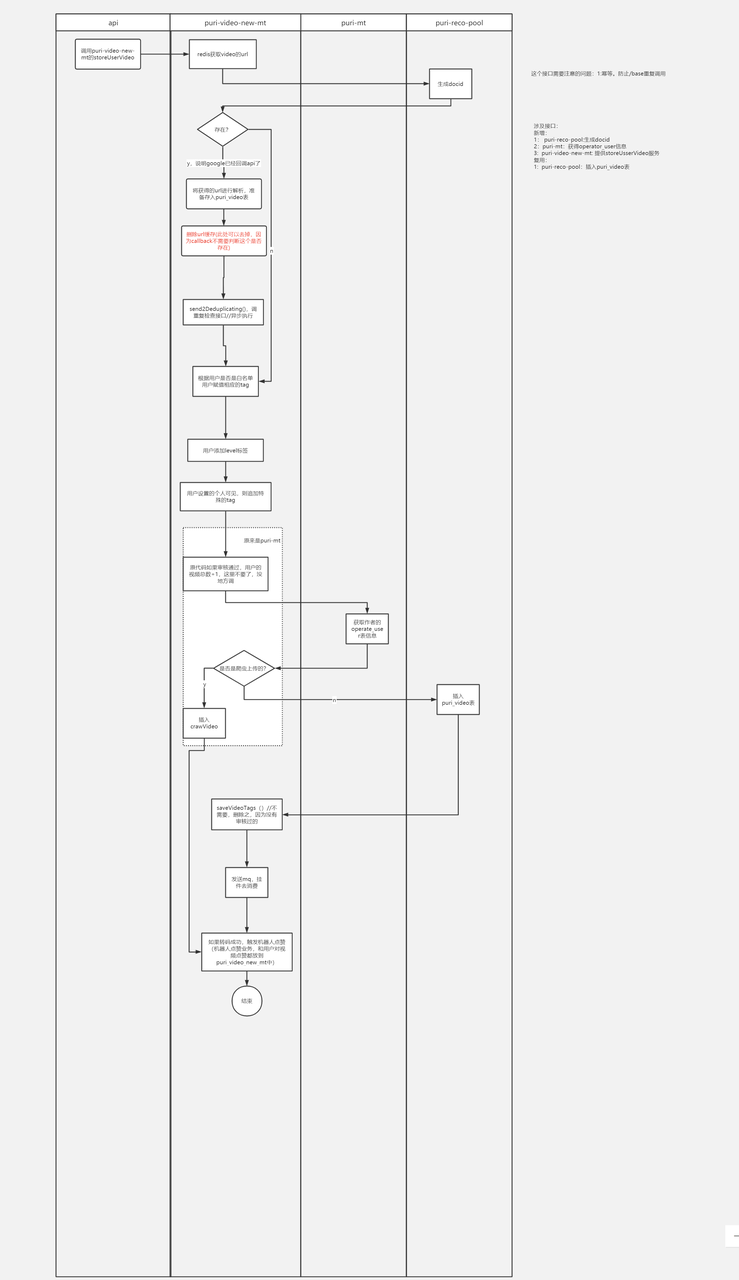 api
puri-video-new-mt
puri-mt
puri-reco-pool
调用puri-video-new-
mt的storeUserVideo
redis获取video的url
生成docid
这个接口需要注意的问题：1.幂等。防止/base重复调用
涉及接口：
新增：
1： puri-reco-pool:生成docid
2：puri-mt：获得operator_user信息
3：puri-video-new-mt: 提供storeUsserVideo服务
复用：
1：puri-reco-pool：插入puri_video表
存在？
y，说明google已经回调api了
将获得的url进行解析，准
备存入puri_video表
删除url缓存(此处可以去掉，因
为callback不需要判断这个是否
存在)
n
send2Deduplicating()，调
重复检查接口//异步执行
根据用户是否是白名单
用户赋值相应的tag
用户添加level标签
用户设置的个人可见，则追加特
殊的tag
原来是puri-mt
原代码如果审核通过，用户的
视频总数+1，这里不要了，没
地方调
获取作者的
operate_use
r表信息
是否是爬虫上传的？
y
n
插入
puri_video表
插入
crawVideo
saveVideoTags（）//不
需要，删除之，因为没有
审核过的
发送mq，挂
件去消费
如果转码成功，触发机器人点赞
（机器人点赞业务，和用户对视
频点赞都放到
puri_video_new_mt中）
结束